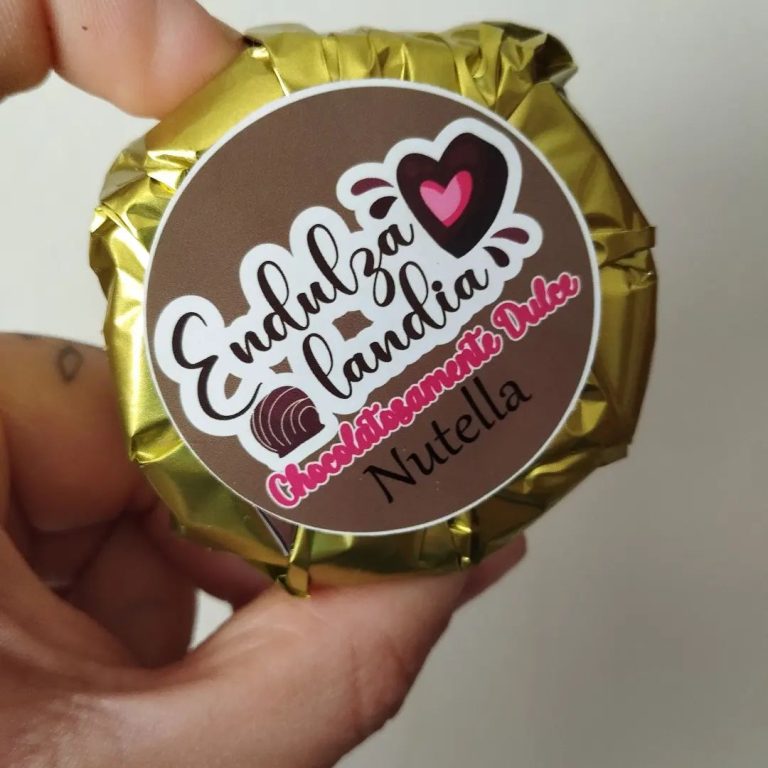 Endulza
landia
Chocolatosamente Dulce
Nutella